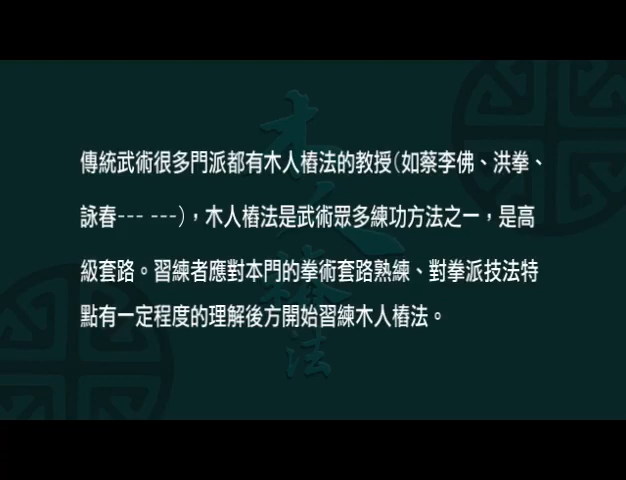 傳統武術很多門派都有木人樁法的教授(如蔡李佛、洪拳、
詠春--- ---)，木人樁法是武術眾多練功方法之一，是高
級套路。習練者應對本門的拳術套路熟練、對拳派技法特
點有一定程度的理解後方開始習練木人樁法。
木人樁法